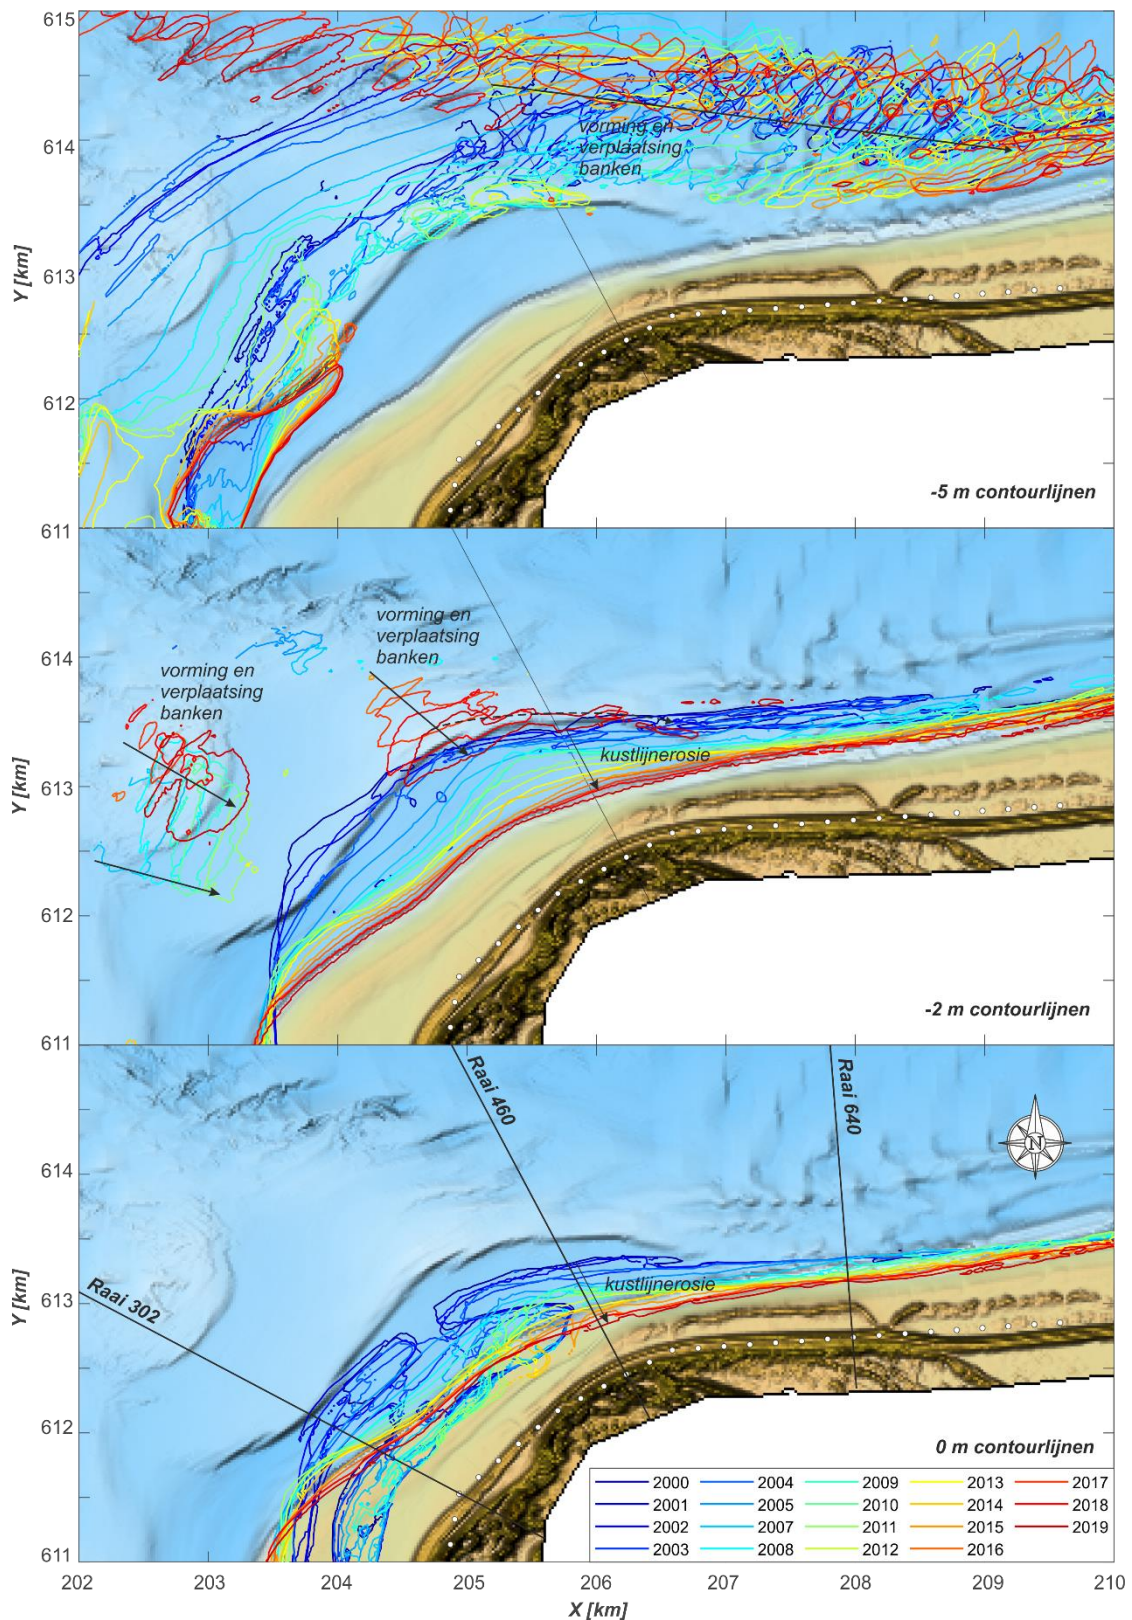 615
614
613
612
611
Y [km]
vorming en
verplaatsing
banken
-5 m contourlijnen
614
613
612
611
Y [km]
vorming en
verplaatsing
banken
vorming en
verplaatsing
banken
kustlijnerosie
-2 m contourlijnen
614
613
612
611
Y [km]
Raai 460
Raai 640
Raai 302
N
kustlijnerosie
0 m contourlijnen
2000 2004 2009 2013 2017
2001 2005 2010 2014 2018
2002 2007 2011 2015 2019
2003 2008 2012 2016
202 203 204 205 206 207 208 209 210
X [km]